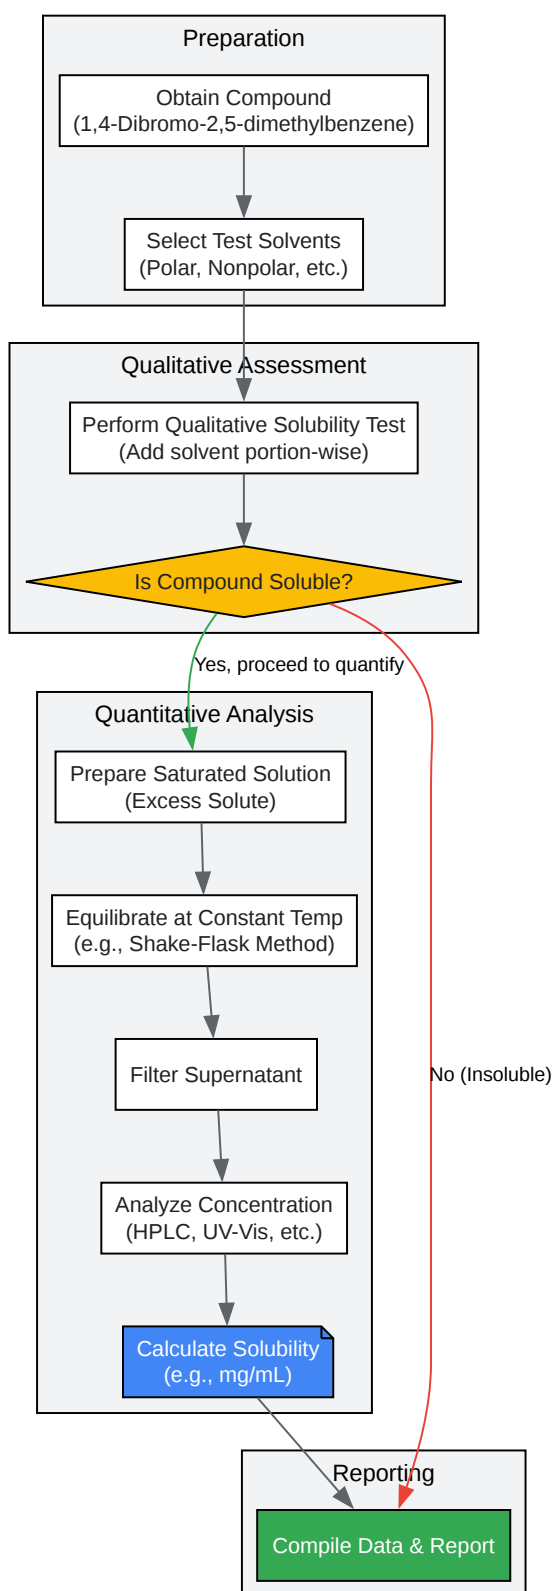 Preparation
Obtain Compound
(1,4-Dibromo-2,5-dimethylbenzene)
Select Test Solvents
(Polar, Nonpolar, etc.)
Qualitative Assessment
Perform Qualitative Solubility Test
(Add solvent portion-wise)
Is Compound Soluble?
Yes, proceed to quantify
Quantitative Analysis
Prepare Saturated Solution
(Excess Solute)
Equilibrate at Constant Temp
(e.g., Shake-Flask Method)
Filter Supernatant
No (Insoluble)
Analyze Concentration
(HPLC, UV-Vis, etc.)
Calculate Solubility
(e.g., mg/mL)
Reporting
Compile Data & Report